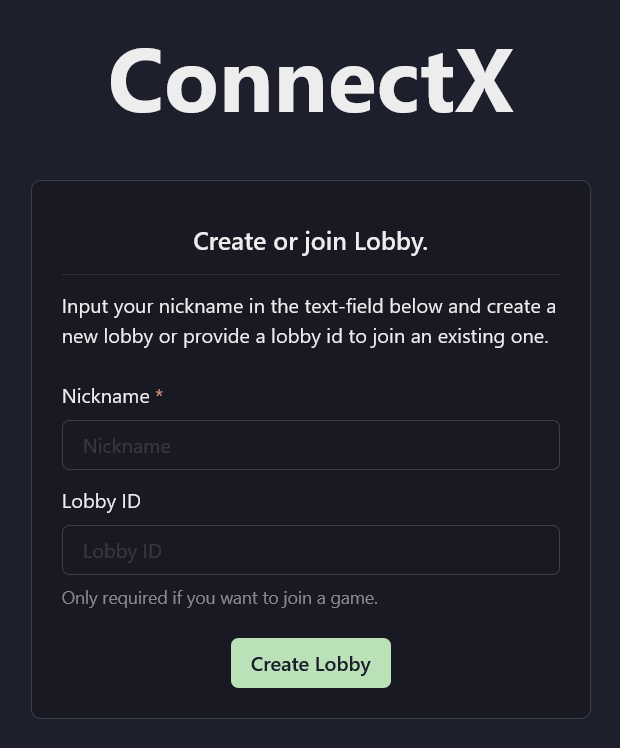 ConnectX
Create or join Lobby.
Input your nickname in the text-field below and create a
new lobby or provide a lobby id to join an existing one.
Nickname *
Nickname
Lobby ID
Lobby ID
Only required if you want to join a game.
Create Lobby